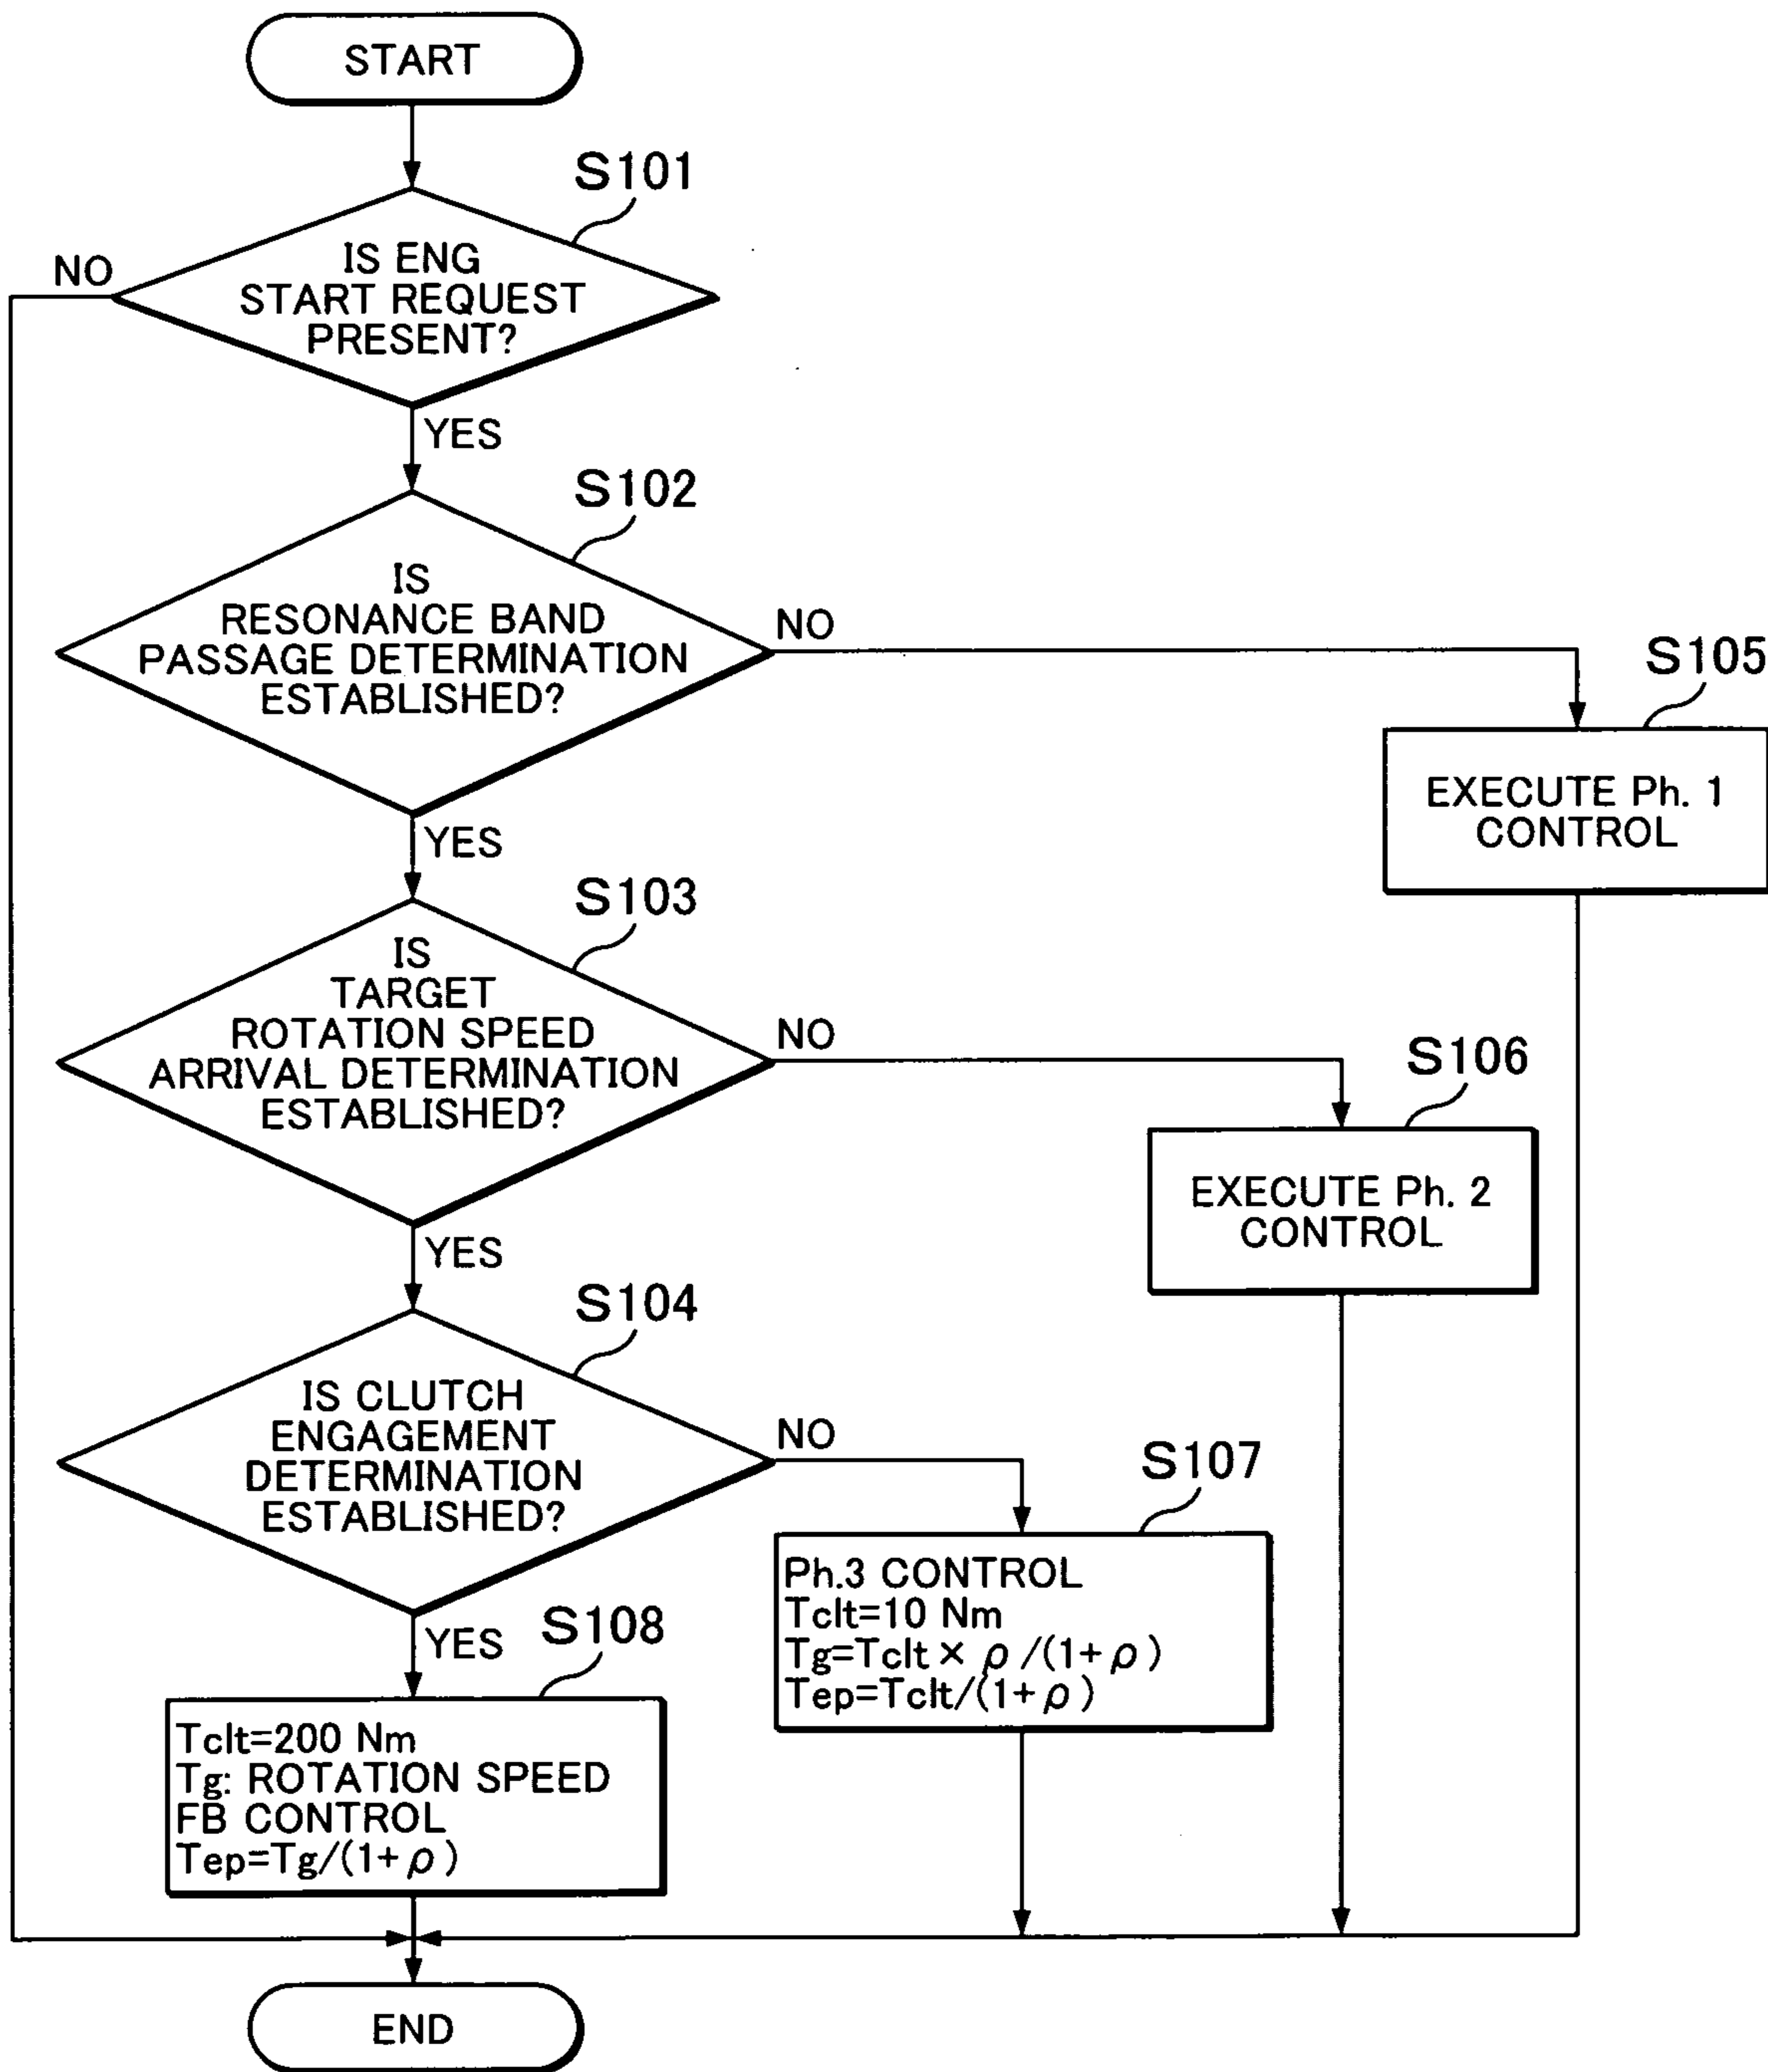 START
S101
IS ENG
START REQUEST
PRESENT?
NO
YES
S102
IS
RESONANCE BAND
PASSAGE DETERMINATION
ESTABLISHED?
NO
YES
S105
EXECUTE Ph. 1
CONTROL
S103
IS
TARGET
ROTATION SPEED
ARRIVAL DETERMINATION
ESTABLISHED?
NO
YES
S106
EXECUTE Ph. 2
CONTROL
S104
IS CLUTCH
ENGAGEMENT
DETERMINATION
ESTABLISHED?
NO
YES
S107
Ph.3 CONTROL
Tclt=10 Nm
Tg=Tclt × ρ/(1+ρ)
Tep=Tclt/(1+ρ)
S108
Tclt=200 Nm
Tg: ROTATION SPEED
FB CONTROL
Tep=Tg/(1+ρ)
END